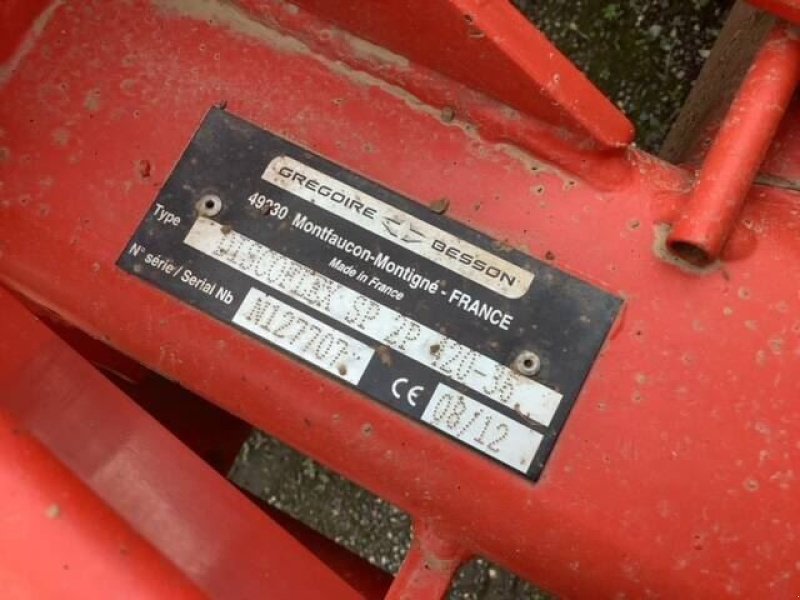 GREGOIRE BESSON
49230 Montfaucon-Montigné - FRANCE
Made in France
Type DISCOFLEX SP 2P 420-36
N° série / Serial Nb N127707
CE 08/12